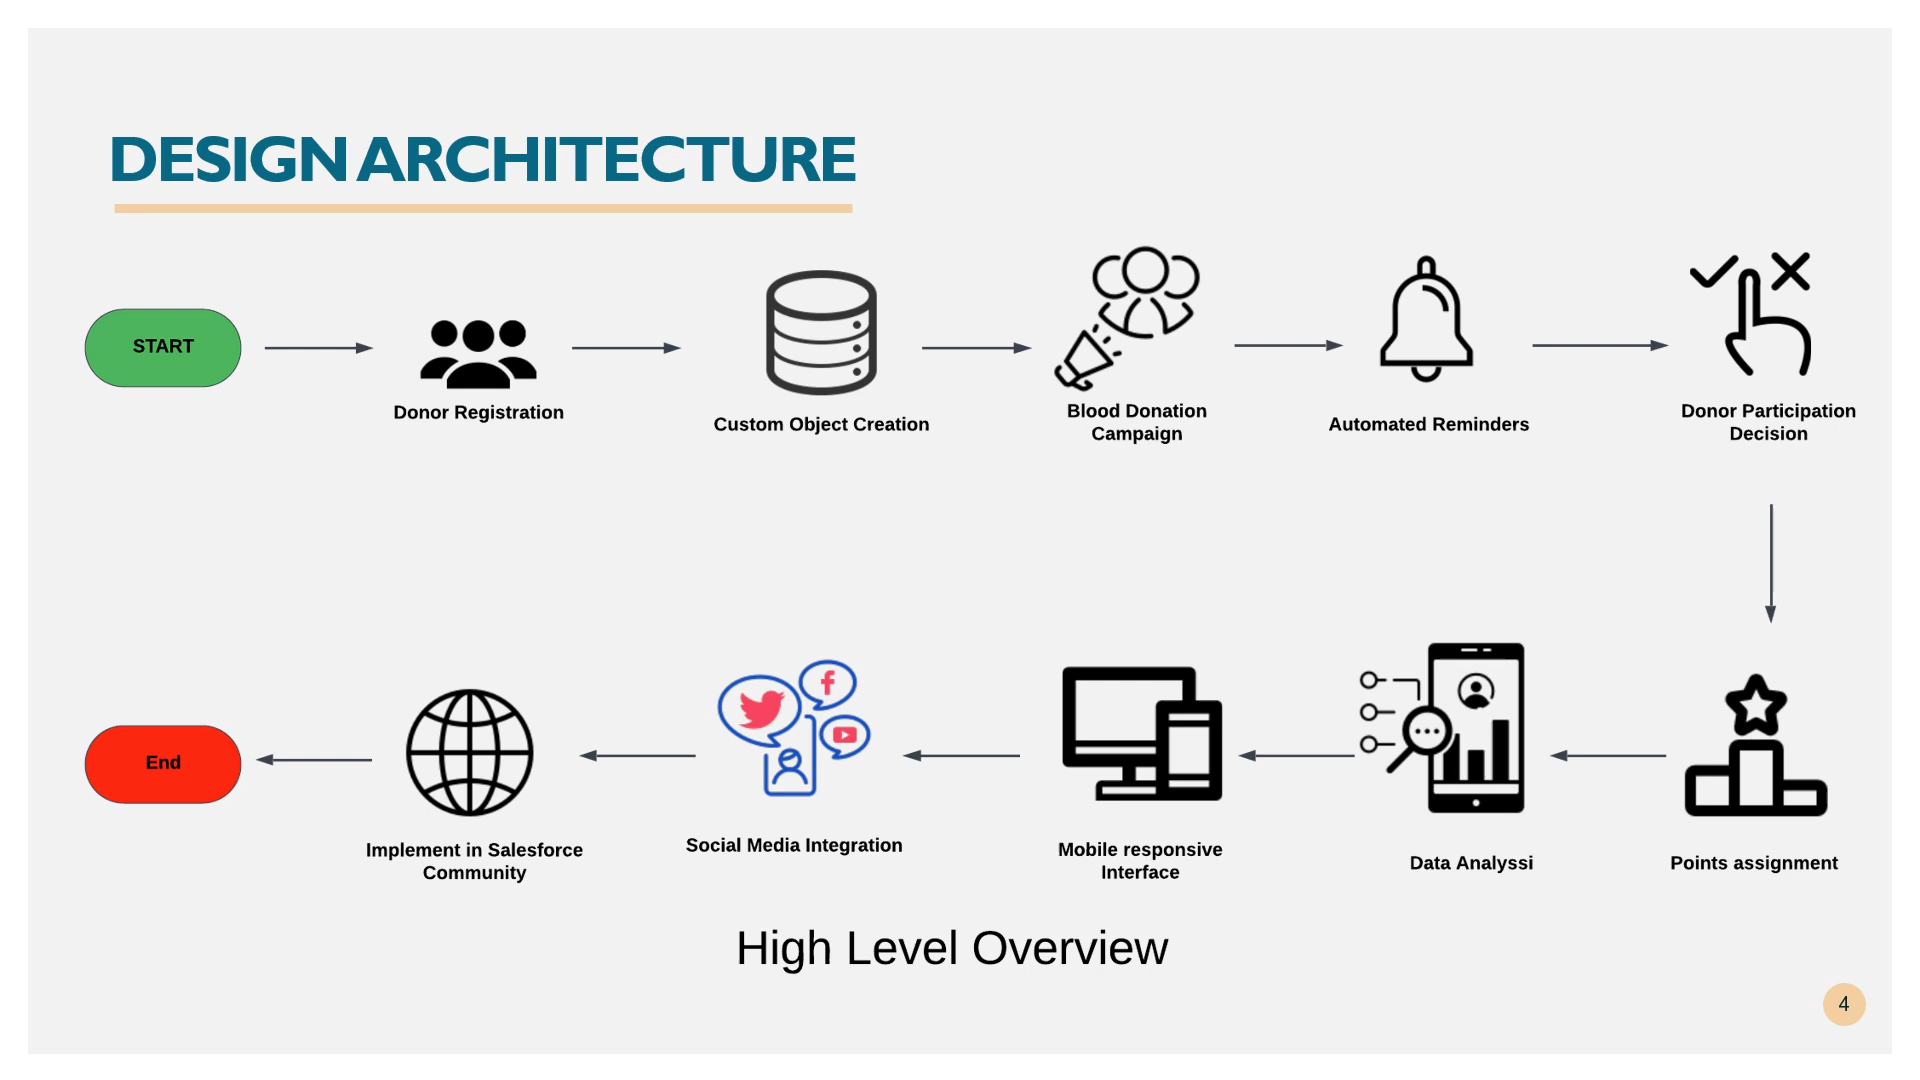 DESIGN ARCHITECTURE
START
Donor Registration
Custom Object Creation
Blood Donation
Campaign
Automated Reminders
Donor Participation
Decision
End
Implement in Salesforce
Community
Social Media Integration
Mobile responsive
Interface
Data Analyssi
Points assignment
High Level Overview
4